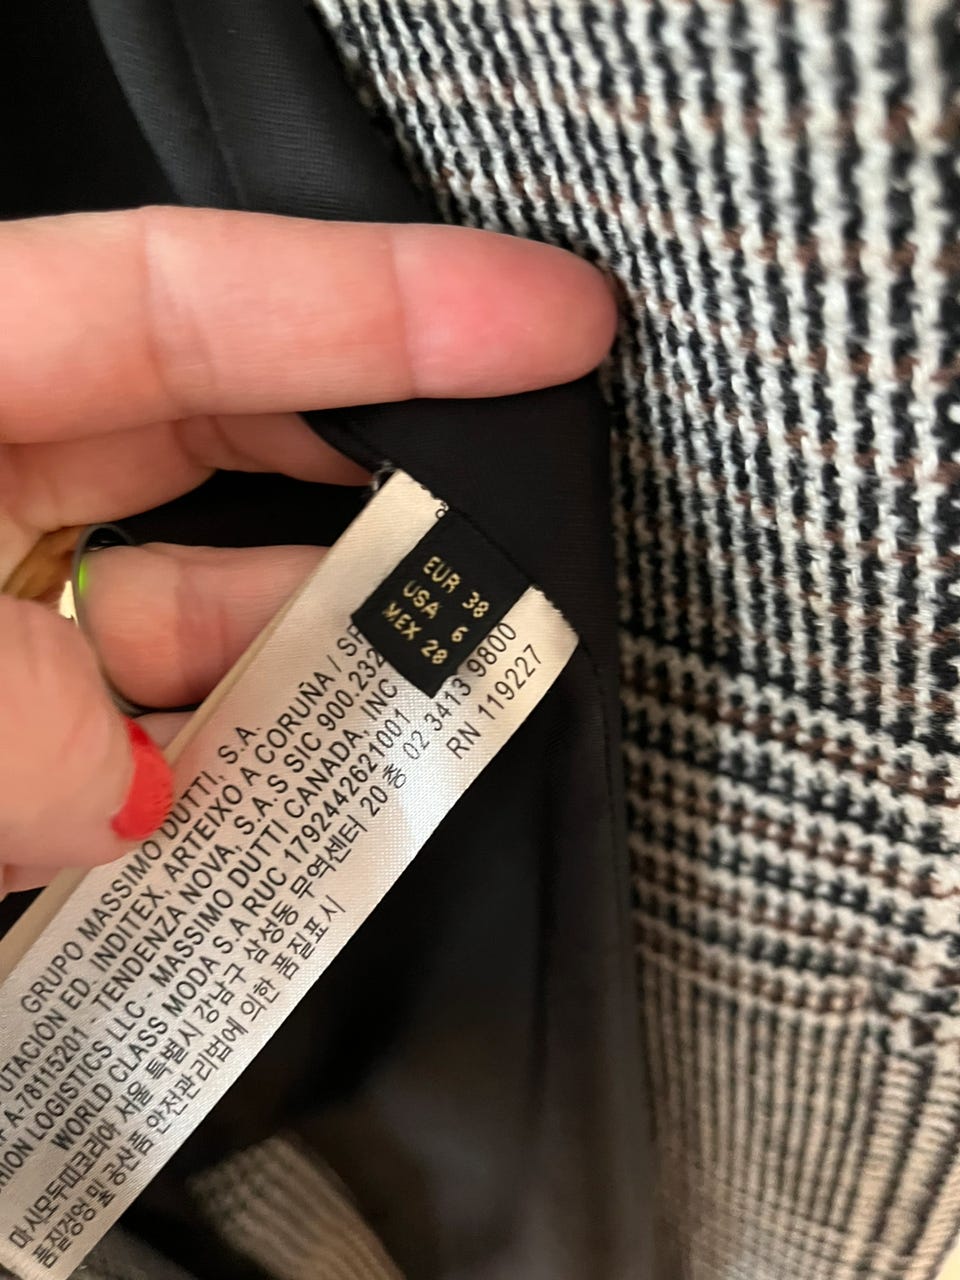 EUR 38
USA 6
MEX 28
GRUPO MASSIMO DUTTI, S.A.
UTACIÓN ED. INDITEX, ARTEIXO A CORUÑA / SP
F A-78115201 - TENDENZA NOVA, S.A.S SIC 900.232
HION LOGISTICS LLC - MASSIMO DUTTI CANADA, INC
WORLD CLASS MODA S.A RUC 1792442621001
마시모두띠코리아 서울 특별시 강남구 삼성동 무역센터 20층 02 3413 9800
품질경영 및 공산품 안전관리법에 의한 품질표시
RN 119227